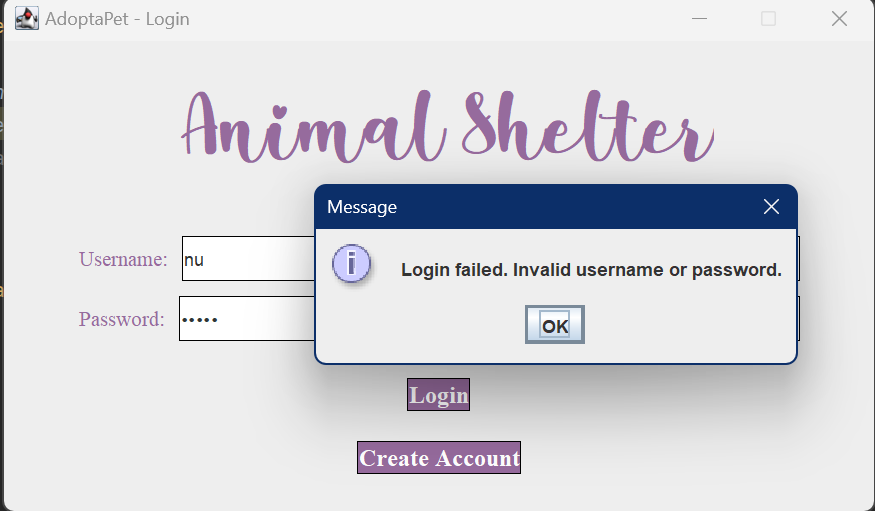 AdoptaPet - Login
Animal Shelter
Message
Username: nu
Login failed. Invalid username or password.
Password: •••••
OK
Login
Create Account